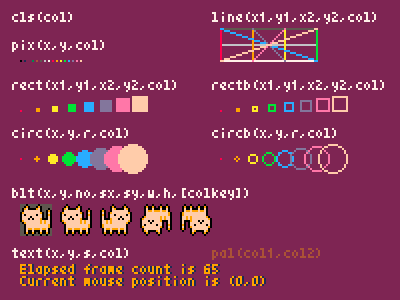 cls(col)
line(x1,y1,x2,y2,col)
pix(x,y,col)
rect(x1,y1,x2,y2,col)
rectb(x1,y1,x2,y2,col)
circ(x,y,r,col)
circb(x,y,r,col)
blt(x,y,no,sx,sy,w,h,[colkey])
text(x,y,s,col)
pal(col1,col2)
Elapsed frame count is 65
Current mouse position is (0,0)